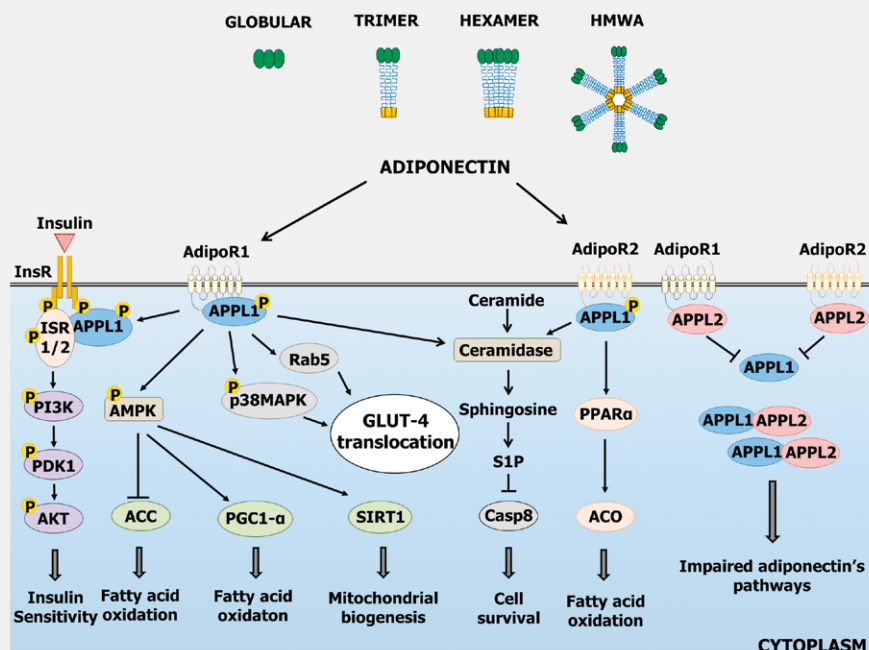 GLOBULAR
TRIMER
HEXAMER
HMWA
ADIPONECTIN
Insulin
InsR
AdipoR1
AdipoR2
AdipoR1
AdipoR2
P
P
P
APPL1
P
ISR
1/2
APPL1
P
Ceramide
APPL1
P
APPL2
APPL2
Rab5
Ceramidase
APPL1
P
PI3K
P
AMPK
P
p38MAPK
GLUT-4
translocation
Sphingosine
PPARα
APPL1
APPL2
APPL1
APPL2
P
PDK1
S1P
P
AKT
ACC
PGC1-α
SIRT1
Casp8
ACO
Impaired adiponectin's
pathways
Insulin
Sensitivity
Fatty acid
oxidation
Fatty acid
oxidaton
Mitochondrial
biogenesis
Cell
survival
Fatty acid
oxidation
CYTOPLASM